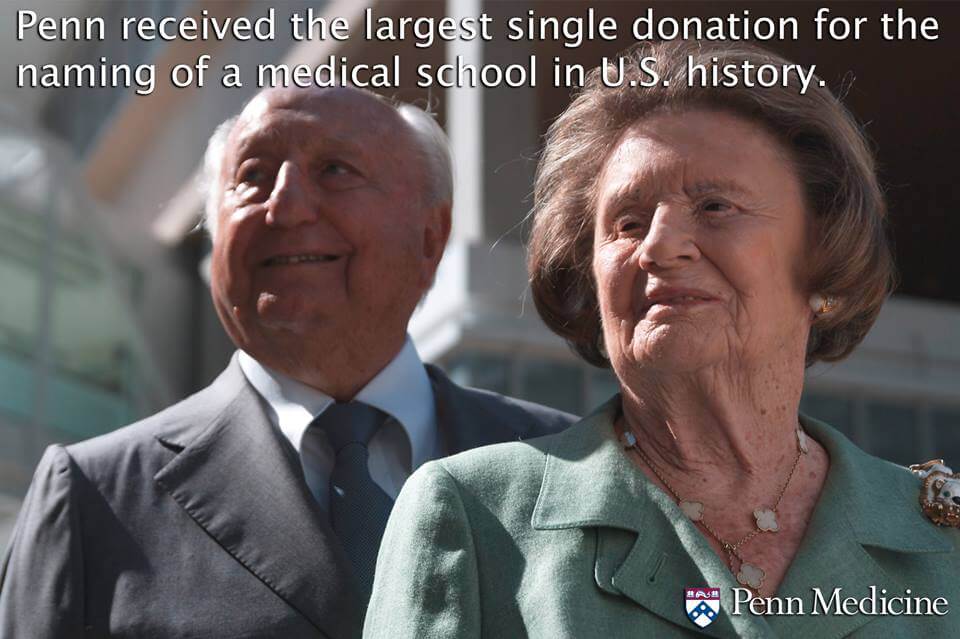 Penn received the largest single donation for the
naming of a medical school in U.S. history.
Penn Medicine